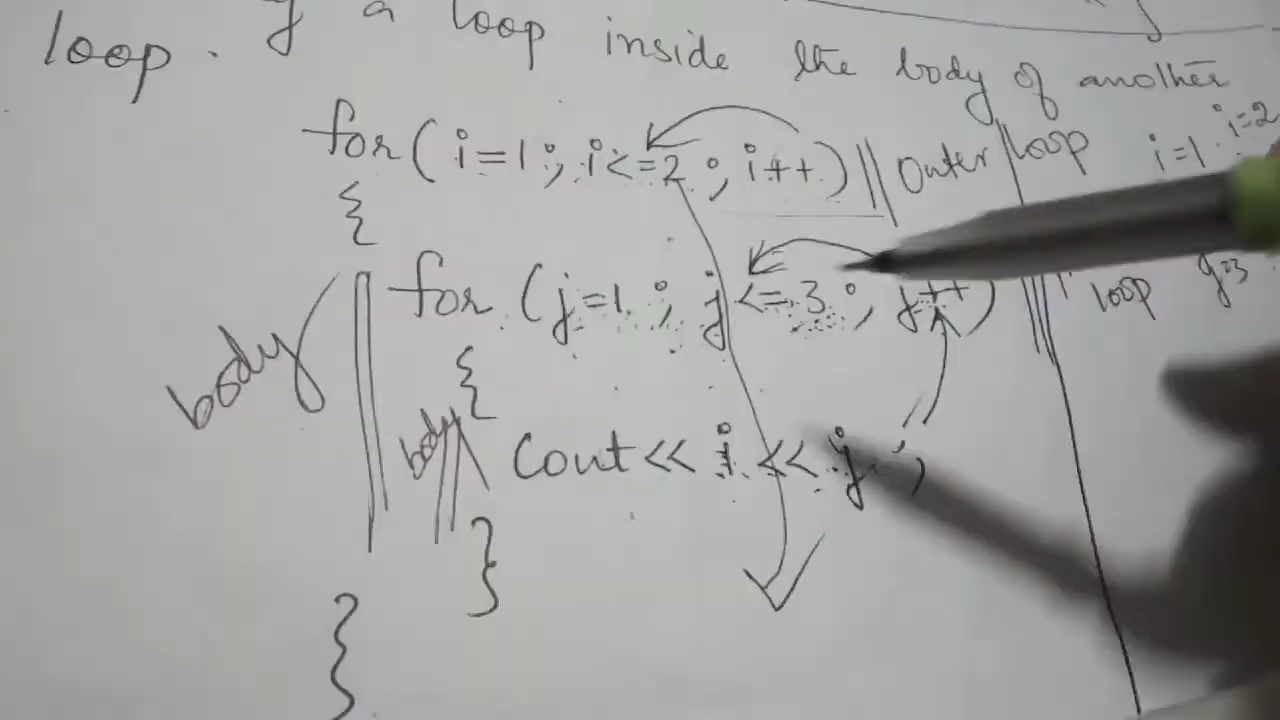 a loop inside the body of another
loop.
for(i=1; i<=2; i++) || Outer loop i=1 i=2
{
for (j=1; j<=3; j++) || loop
body
{
body cout<< i << j;
}
}